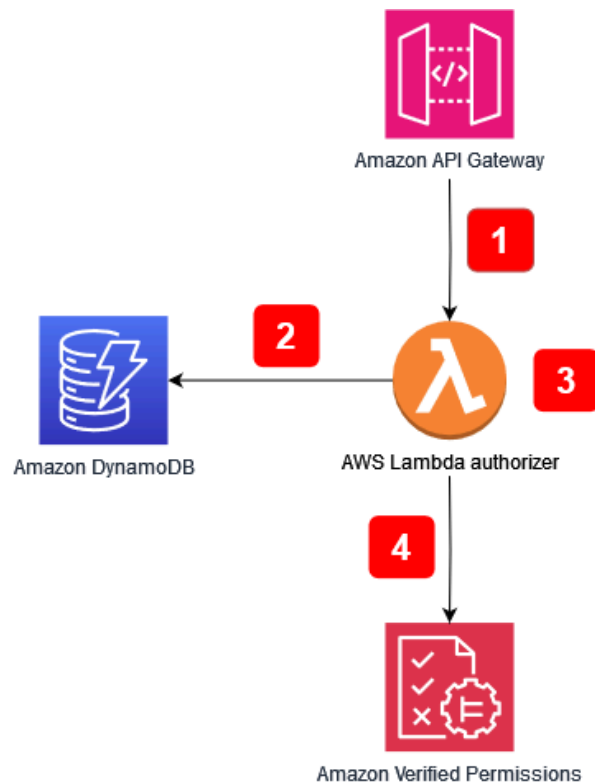 </>
Amazon API Gateway
1
2
3
Amazon DynamoDB
AWS Lambda authorizer
4
Amazon Verified Permissions